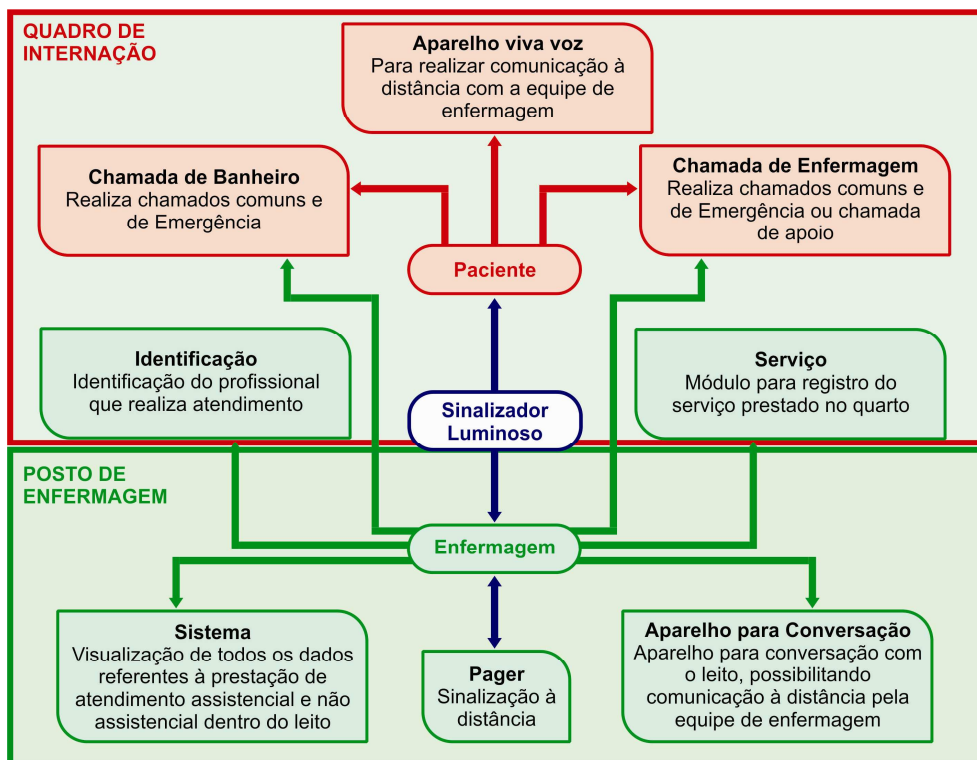 QUADRO DE
INTERNAÇÃO
Aparelho viva voz
Para realizar comunicação à
distância com a equipe de
enfermagem
Chamada de Banheiro
Realiza chamados comuns e
de Emergência
Chamada de Enfermagem
Realiza chamados comuns e
de Emergência ou chamada
de apoio
Paciente
Identificação
Identificação do profissional
que realiza atendimento
Sinalizador
Luminoso
Serviço
Módulo para registro do
serviço prestado no quarto
POSTO DE
ENFERMAGEM
Enfermagem
Sistema
Visualização de todos os dados
referentes à prestação de
atendimento assistencial e não
assistencial dentro do leito
Pager
Sinalização à
distância
Aparelho para Conversação
Aparelho para conversação com
o leito, possibilitando
comunicação à distância pela
equipe de enfermagem